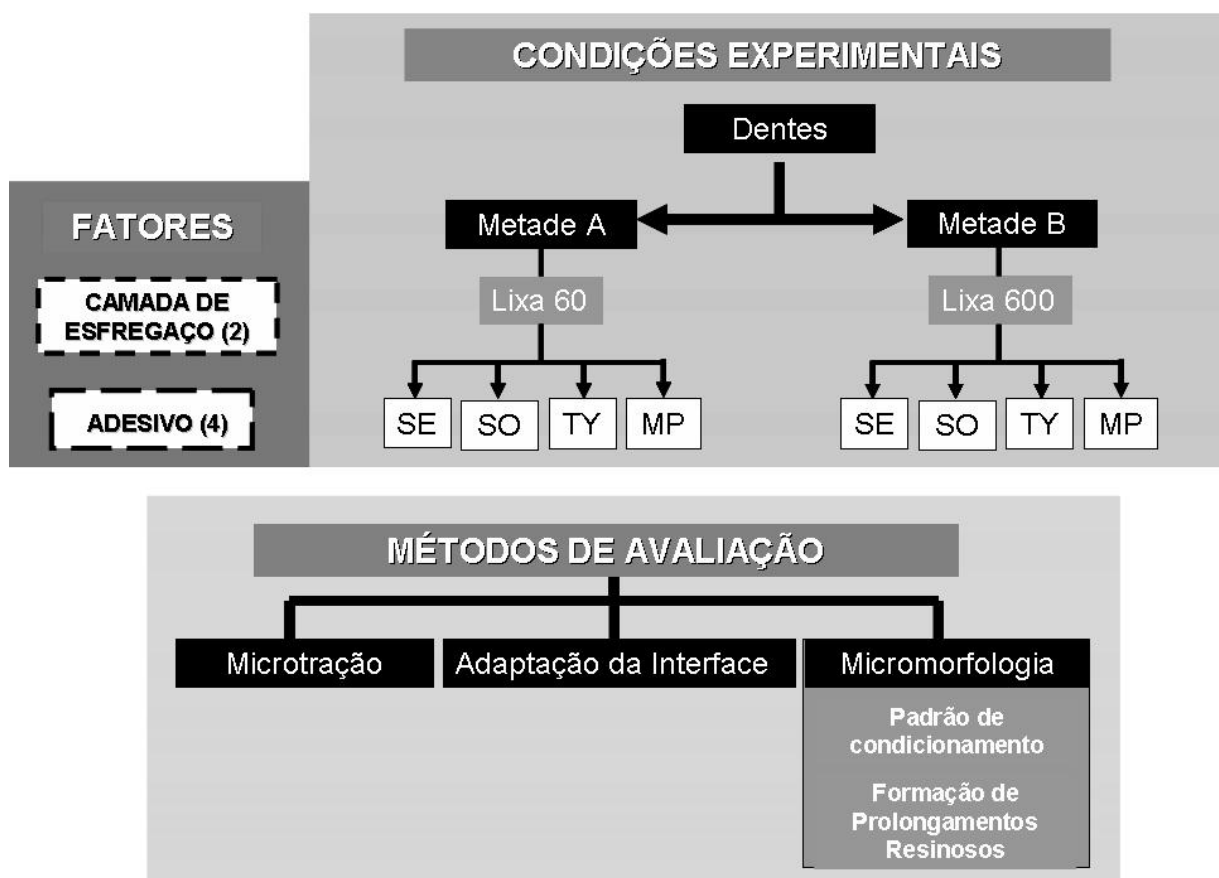 CONDIÇÕES EXPERIMENTAIS
Dentes
FATORES
Metade A
Metade B
CAMADA DE
ESFREGAÇO (2)
Lixa 60
Lixa 600
ADESIVO (4)
SE
SO
TY
MP
SE
SO
TY
MP
MÉTODOS DE AVALIAÇÃO
Microtração
Adaptação da Interface
Micromorfologia
Padrão de
condicionamento
Formação de
Prolongamentos
Resinosos